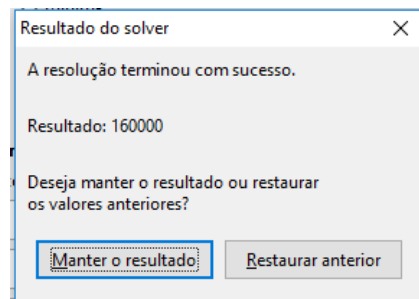 Resultado do solver
A resolução terminou com sucesso.
Resultado: 160000
Deseja manter o resultado ou restaurar
os valores anteriores?
Manter o resultado
Restaurar anterior